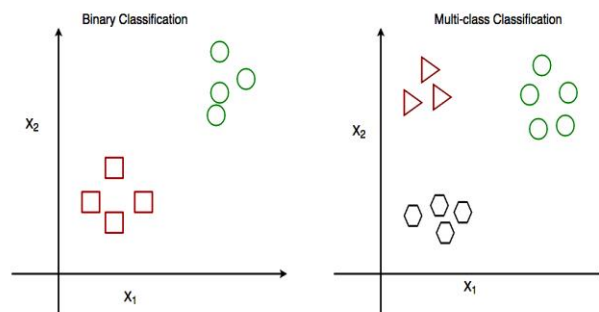 Binary Classification
X2
X1
Multi-class Classification
X2
X1